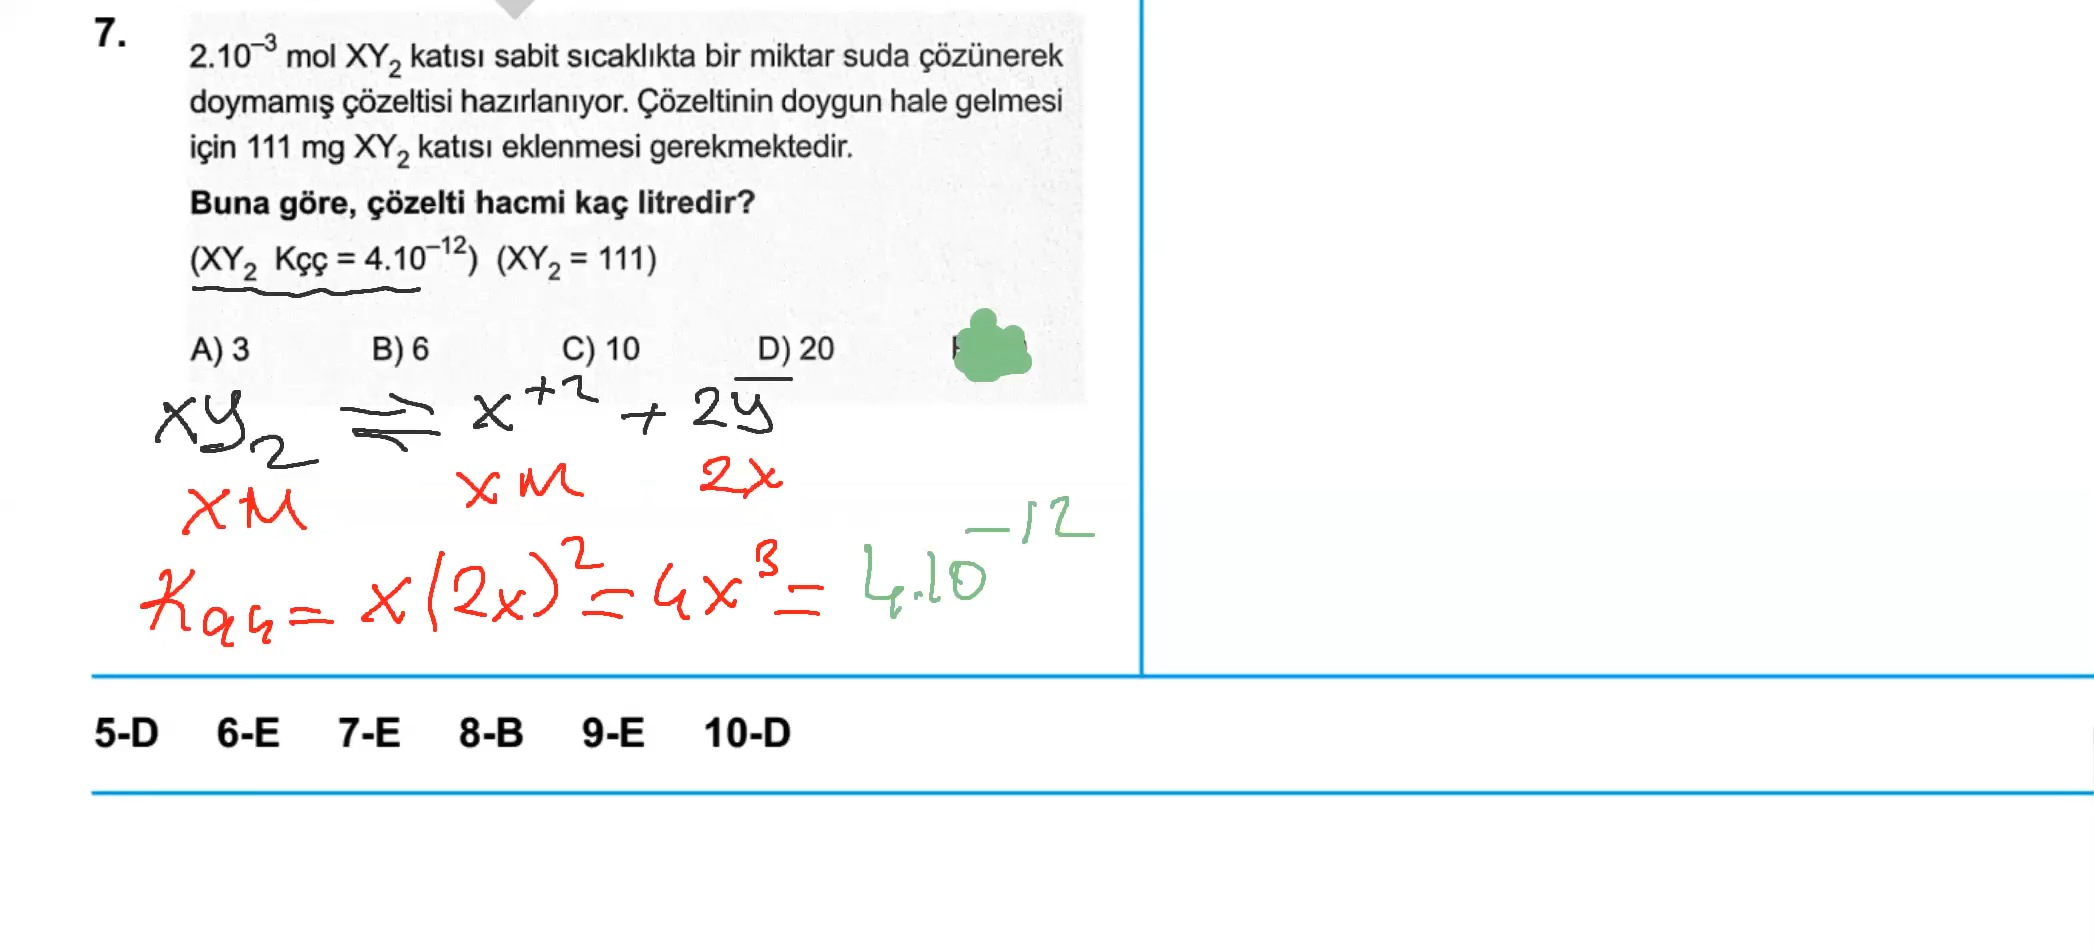 7.
2.10⁻³ mol XY₂ katısı sabit sıcaklıkta bir miktar suda çözünerek
doymamış çözeltisi hazırlanıyor. Çözeltinin doygun hale gelmesi
için 111 mg XY₂ katısı eklenmesi gerekmektedir.
Buna göre, çözelti hacmi kaç litredir?
(XY₂ Kçç = 4.10⁻¹²) (XY₂ = 111)
A) 3 B) 6 C) 10 D) 20
XY₂ ⇌ X⁺² + 2Y⁻
XM XM 2X
Kçç = X(2X)² = 4X³ = 4.10⁻¹²
5-D 6-E 7-E 8-B 9-E 10-D